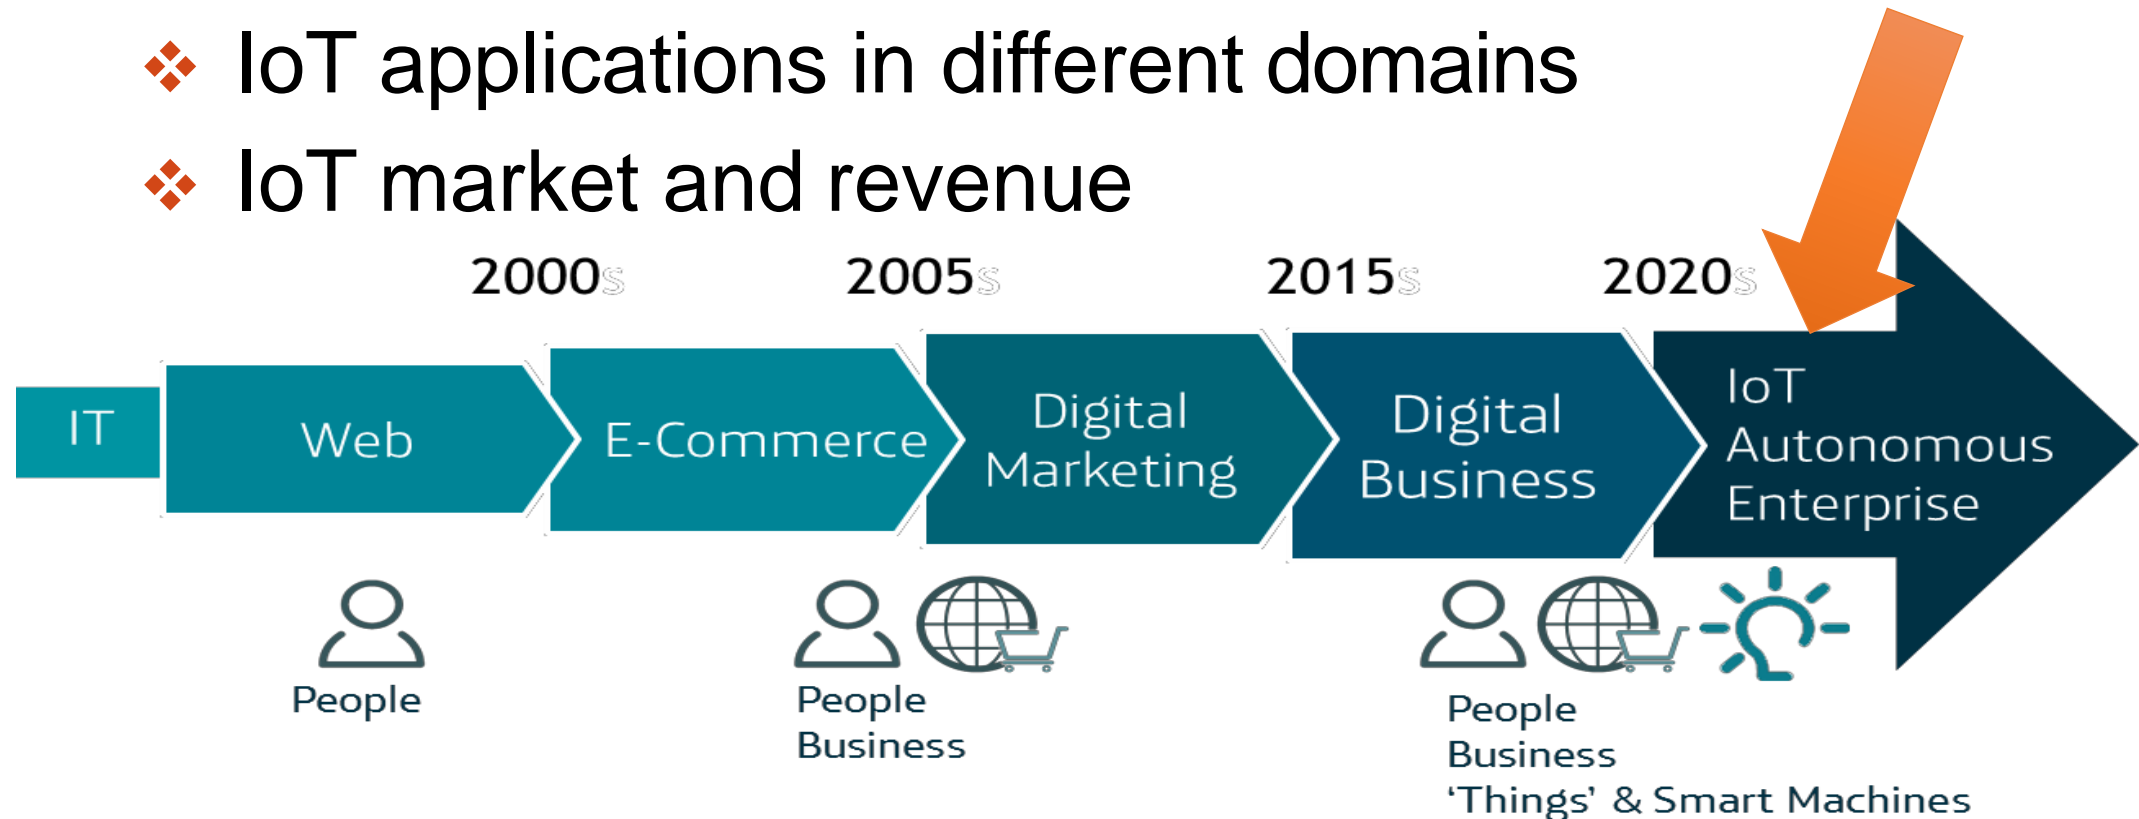 IoT applications in different domains
IoT market and revenue
2000s
2005s
2015s
2020s
IT
Web
E-Commerce
Digital
Marketing
Digital
Business
IoT
Autonomous
Enterprise
People
People
Business
People
Business
‘Things’ & Smart Machines